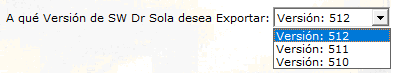 A qué Versión de SW Dr Sola desea Exportar: Versión: 512
Versión: 512
Versión: 511
Versión: 510